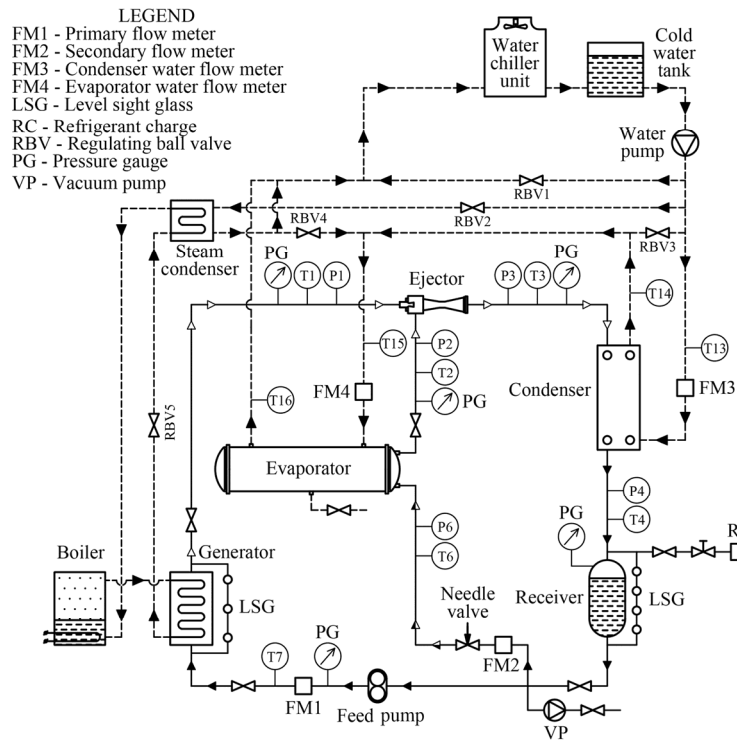 LEGEND
FM1 - Primary flow meter
FM2 - Secondary flow meter
FM3 - Condenser water flow meter
FM4 - Evaporator water flow meter
LSG - Level sight glass
RC - Refrigerant charge
RBV - Regulating ball valve
PG - Pressure gauge
VP - Vacuum pump
Water
chiller
unit
Cold
water
tank
Water
pump
RBV1
RBV2
RBV4
RBV3
Steam
condenser
PG
T1
P1
Ejector
P3
T3
PG
T14
T15
P2
T13
T2
FM4
PG
FM3
T16
Condenser
RBV5
Evaporator
P4
T4
PG
P6
T6
R
Boiler
Generator
LSG
Needle
valve
Receiver
LSG
T7
PG
FM2
FM1
Feed pump
VP